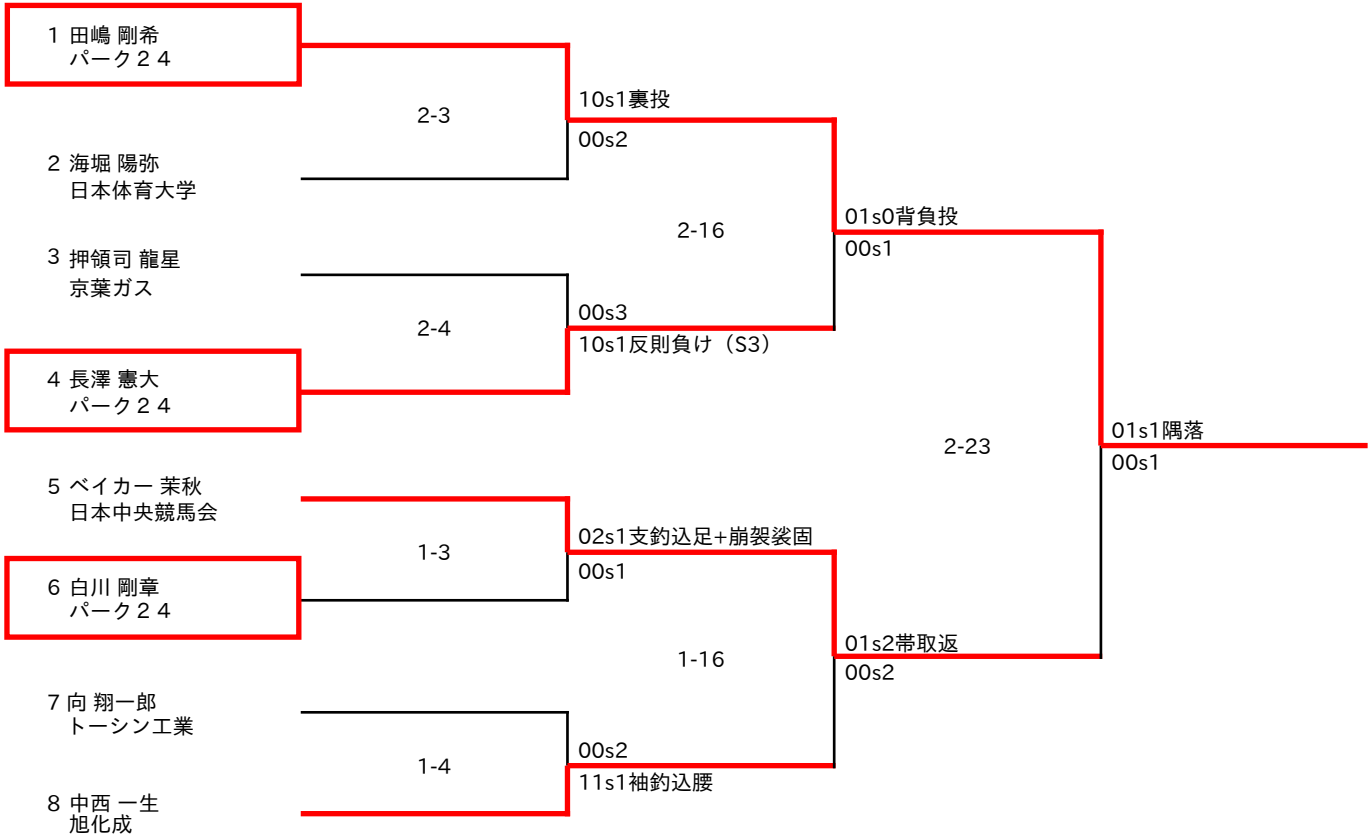 1 田嶋 剛希
パーク２４
2-3
10s1裏投
00s2
2 海堀 陽弥
日本体育大学
2-16
01s0背負投
00s1
3 押領司 龍星
京葉ガス
2-4
00s3
10s1反則負け（S3）
4 長澤 憲大
パーク２４
2-23
01s1隅落
00s1
5 ベイカー 茉秋
日本中央競馬会
1-3
02s1支釣込足+崩袈裟固
00s1
6 白川 剛章
パーク２４
1-16
01s2帯取返
00s2
7 向 翔一郎
トーシン工業
1-4
00s2
11s1袖釣込腰
8 中西 一生
旭化成